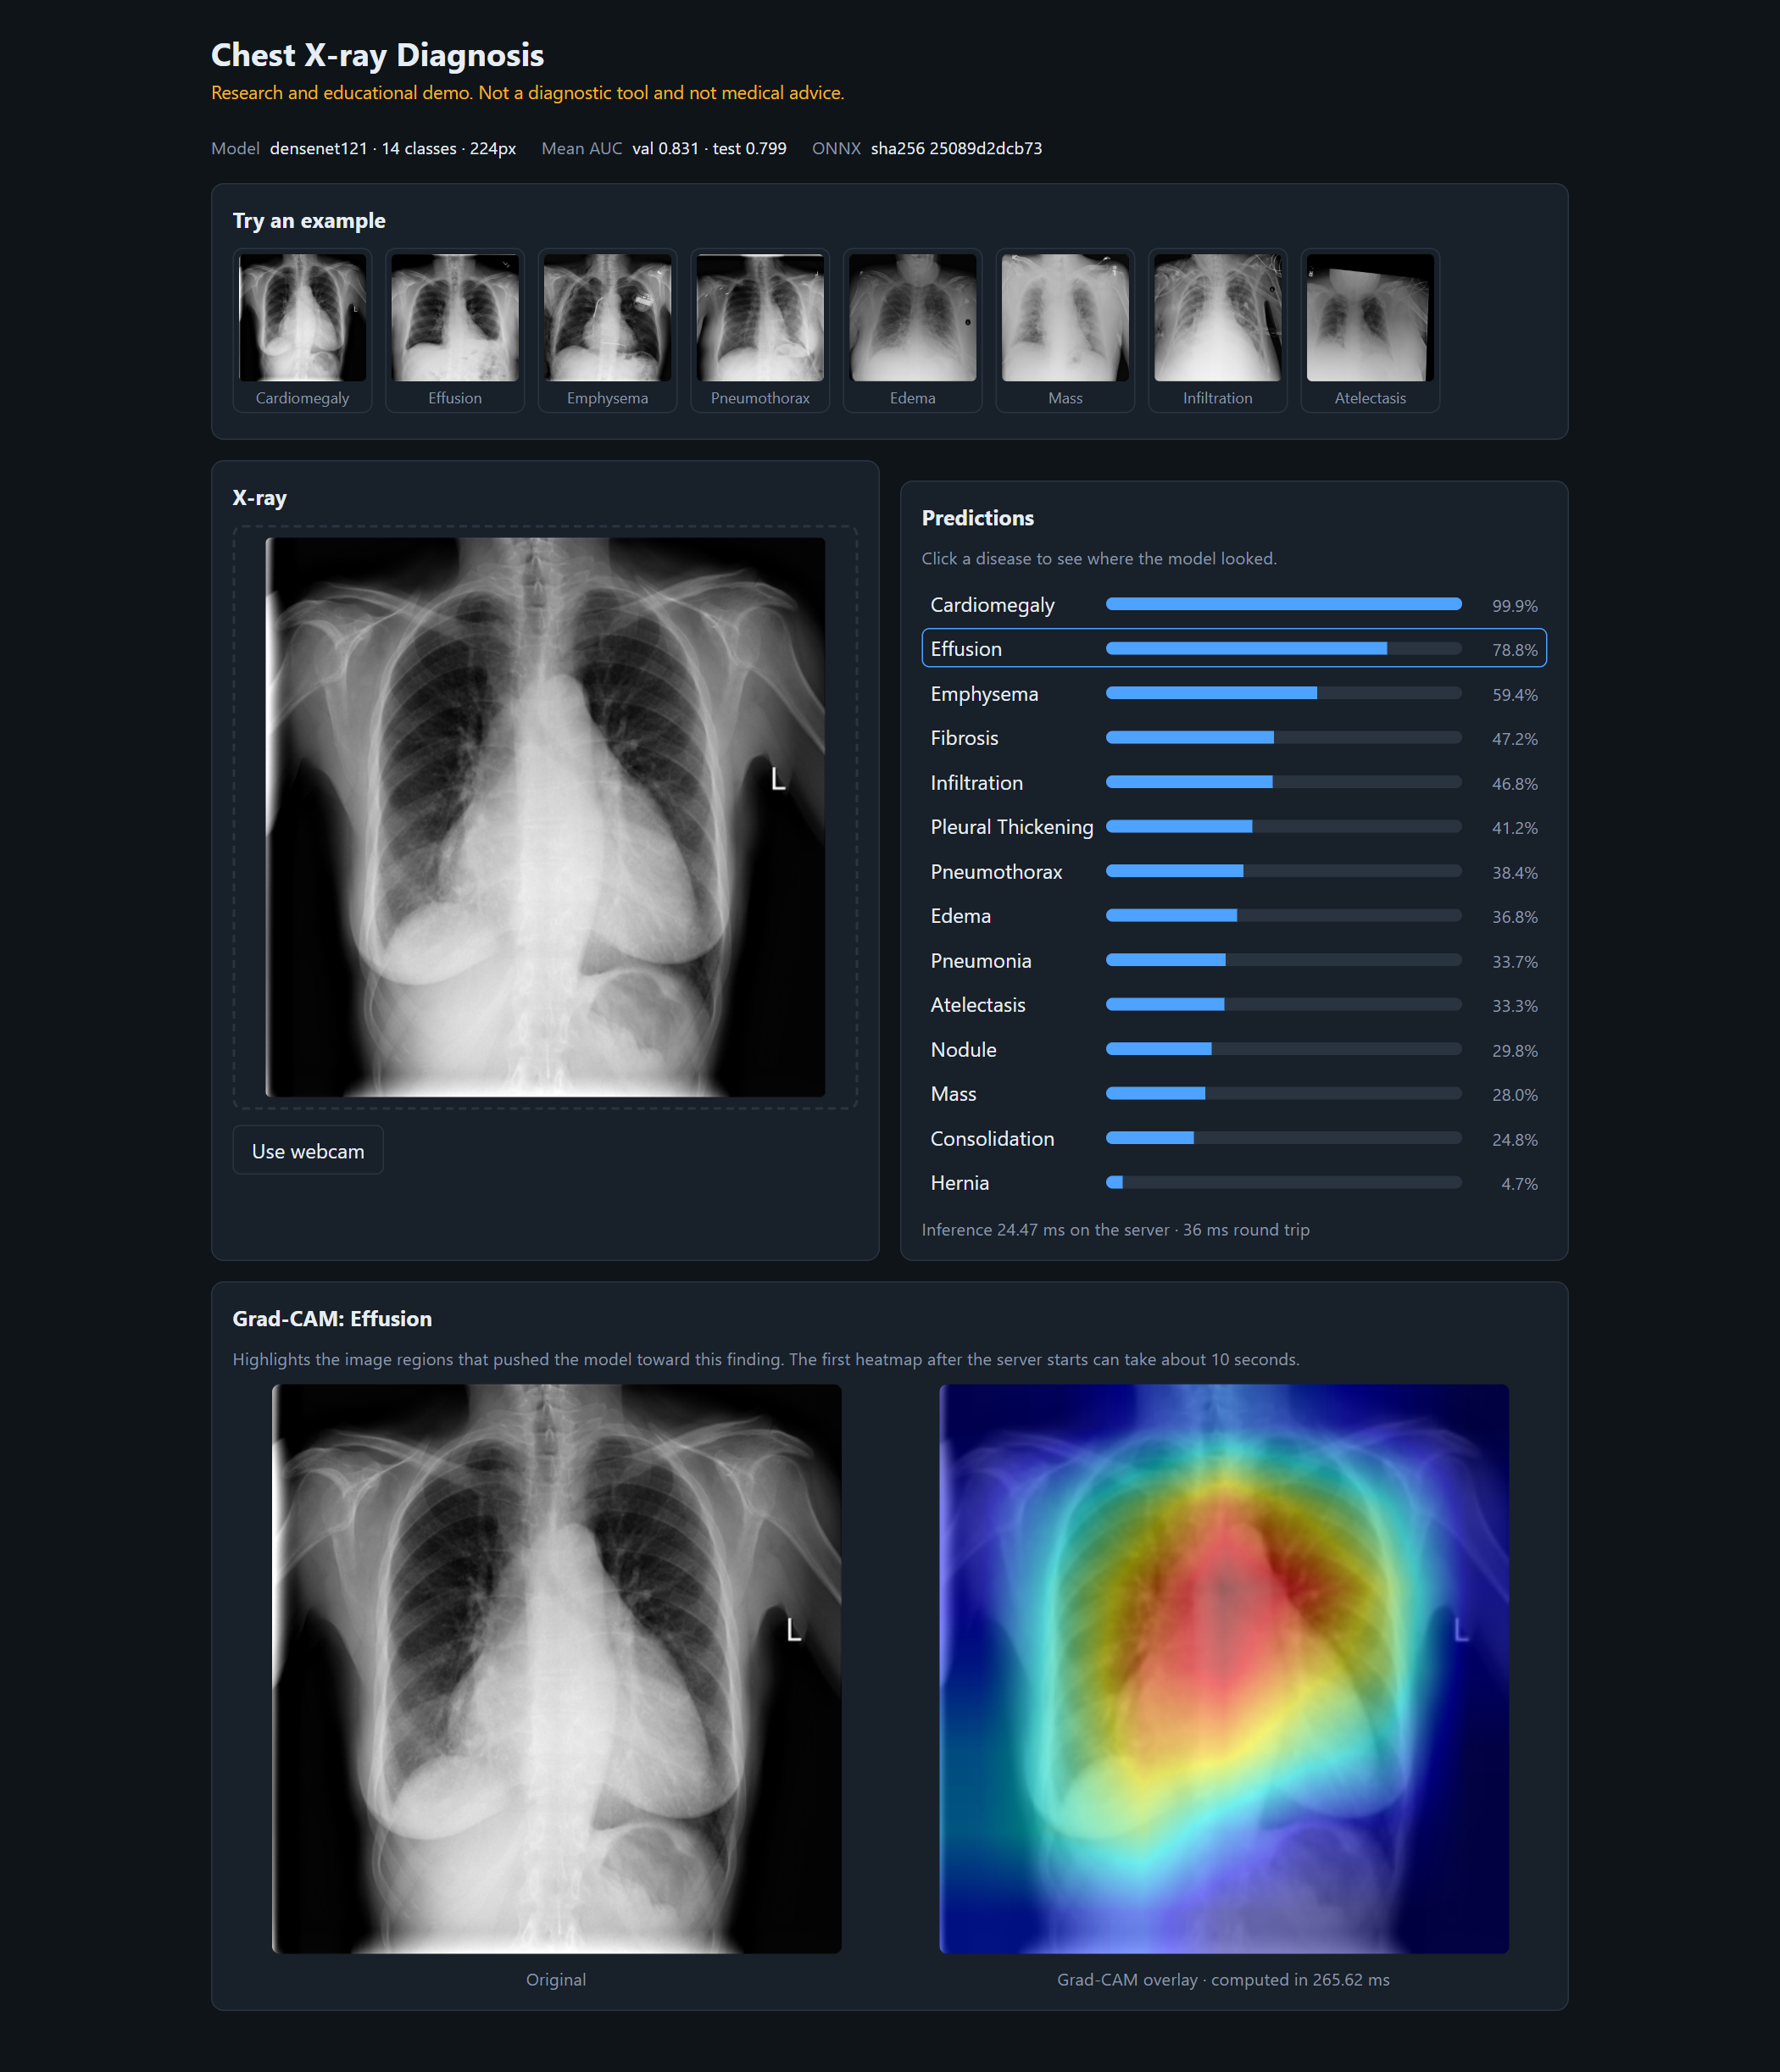 Chest X-ray Diagnosis
Research and educational demo. Not a diagnostic tool and not medical advice.
Model densenet121 · 14 classes · 224px Mean AUC val 0.831 · test 0.799 ONNX sha256 25089d2dcb73
Try an example
Cardiomegaly Effusion Emphysema Pneumothorax Edema Mass Infiltration Atelectasis
X-ray
L
Use webcam
Predictions
Click a disease to see where the model looked.
Cardiomegaly 99.9%
Effusion 78.8%
Emphysema 59.4%
Fibrosis 47.2%
Infiltration 46.8%
Pleural Thickening 41.2%
Pneumothorax 38.4%
Edema 36.8%
Pneumonia 33.7%
Atelectasis 33.3%
Nodule 29.8%
Mass 28.0%
Consolidation 24.8%
Hernia 4.7%
Inference 24.47 ms on the server · 36 ms round trip
Grad-CAM: Effusion
Highlights the image regions that pushed the model toward this finding. The first heatmap after the server starts can take about 10 seconds.
L
L
Original
Grad-CAM overlay · computed in 265.62 ms